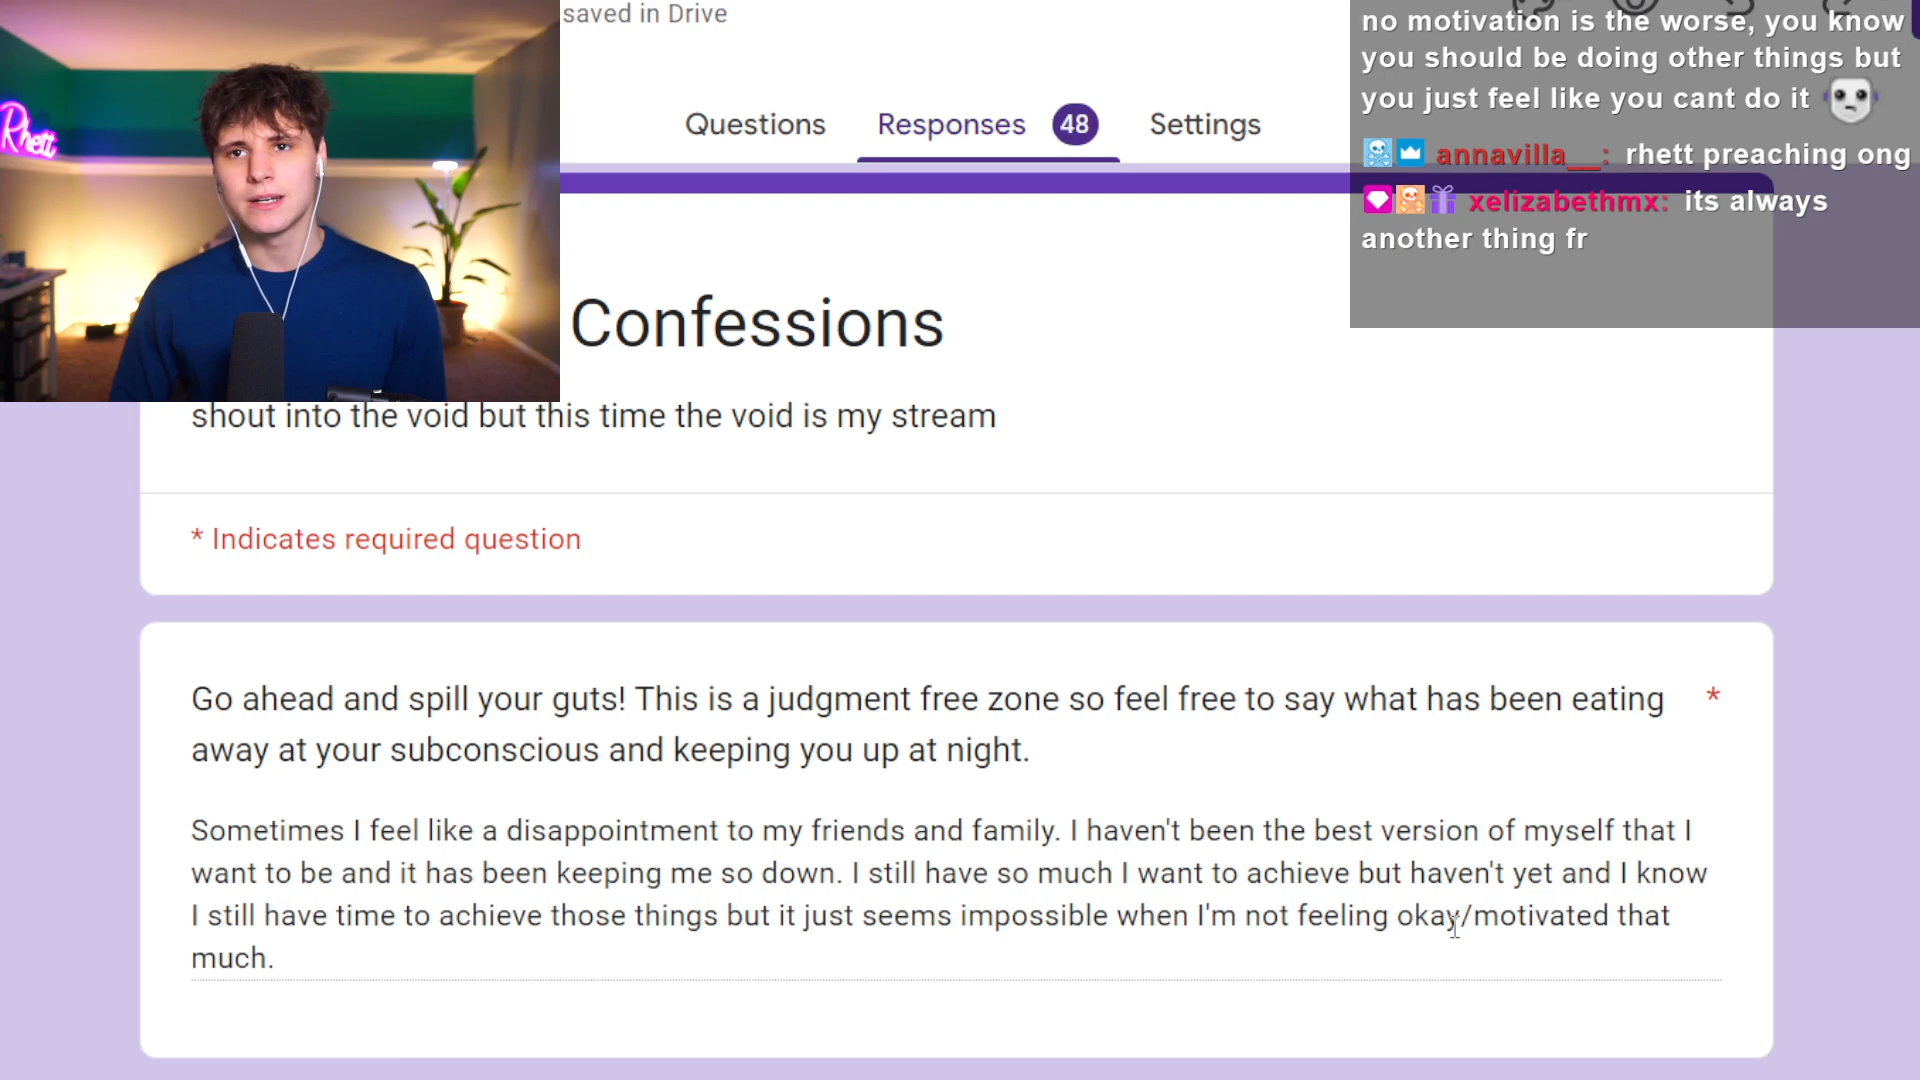 saved in Drive
Rhett
Questions Responses 48 Settings
Confessions
shout into the void but this time the void is my stream
* Indicates required question
Go ahead and spill your guts! This is a judgment free zone so feel free to say what has been eating *
away at your subconscious and keeping you up at night.
Sometimes I feel like a disappointment to my friends and family. I haven't been the best version of myself that I
want to be and it has been keeping me so down. I still have so much I want to achieve but haven't yet and I know
I still have time to achieve those things but it just seems impossible when I'm not feeling okay/motivated that
much.
no motivation is the worse, you know
you should be doing other things but
you just feel like you cant do it
annavilla__: rhett preaching ong
xelizabethmx: its always
another thing fr